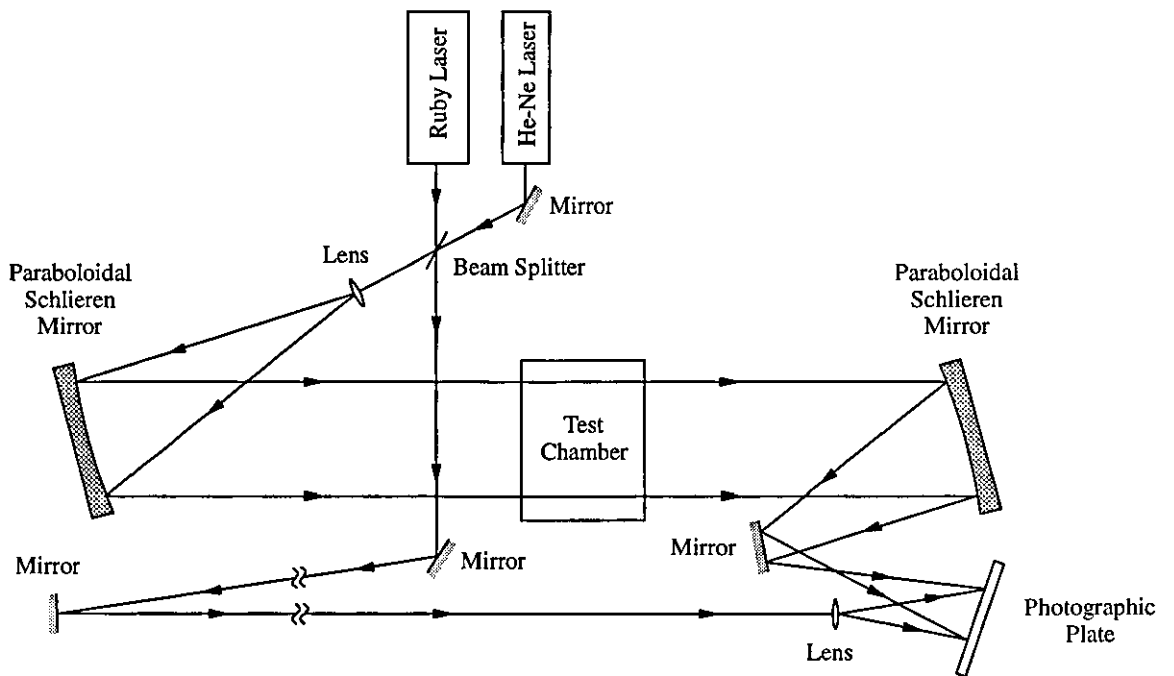 Ruby Laser
He-Ne Laser
Mirror
Lens
Beam Splitter
Paraboloidal
Schlieren
Mirror
Paraboloidal
Schlieren
Mirror
Test
Chamber
Mirror
Mirror
Mirror
Photographic
Plate
Lens